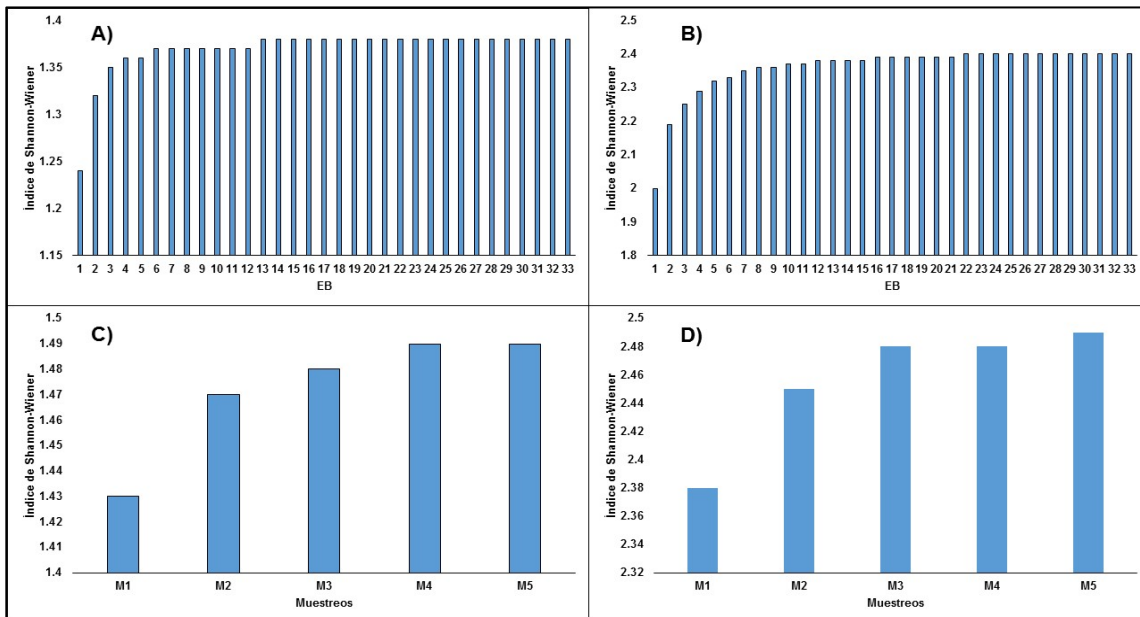 A)
Índice de Shannon-Wiener
1.4
1.35
1.3
1.25
1.2
1.15
1 2 3 4 5 6 7 8 9 10 11 12 13 14 15 16 17 18 19 20 21 22 23 24 25 26 27 28 29 30 31 32 33
EB
B)
Índice de Shannon-Wiener
2.5
2.4
2.3
2.2
2.1
2
1.9
1.8
1 2 3 4 5 6 7 8 9 10 11 12 13 14 15 16 17 18 19 20 21 22 23 24 25 26 27 28 29 30 31 32 33
EB
C)
Índice de Shannon-Wiener
1.5
1.49
1.48
1.47
1.46
1.45
1.44
1.43
1.42
1.41
1.4
M1 M2 M3 M4 M5
Muestreos
D)
Índice de Shannon-Wiener
2.5
2.48
2.46
2.44
2.42
2.4
2.38
2.36
2.34
2.32
M1 M2 M3 M4 M5
Muestreos